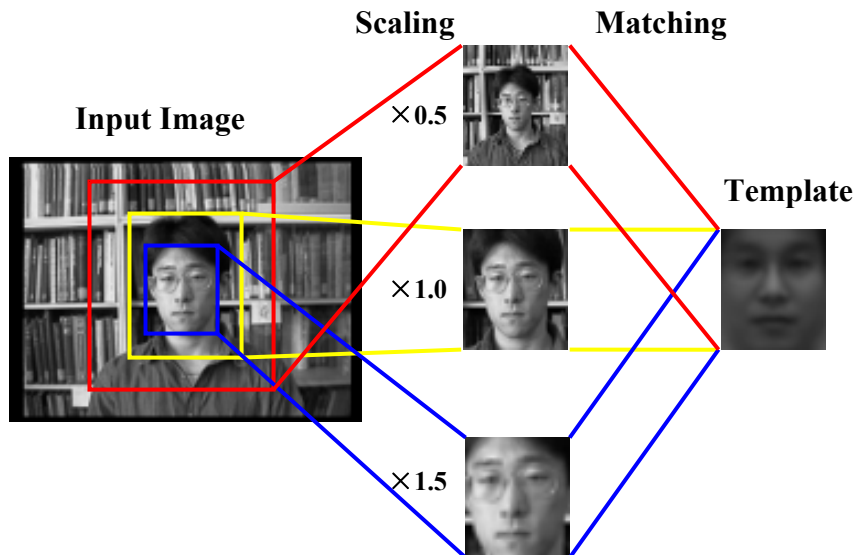 Scaling
Matching
×0.5
Input Image
Template
×1.0
×1.5